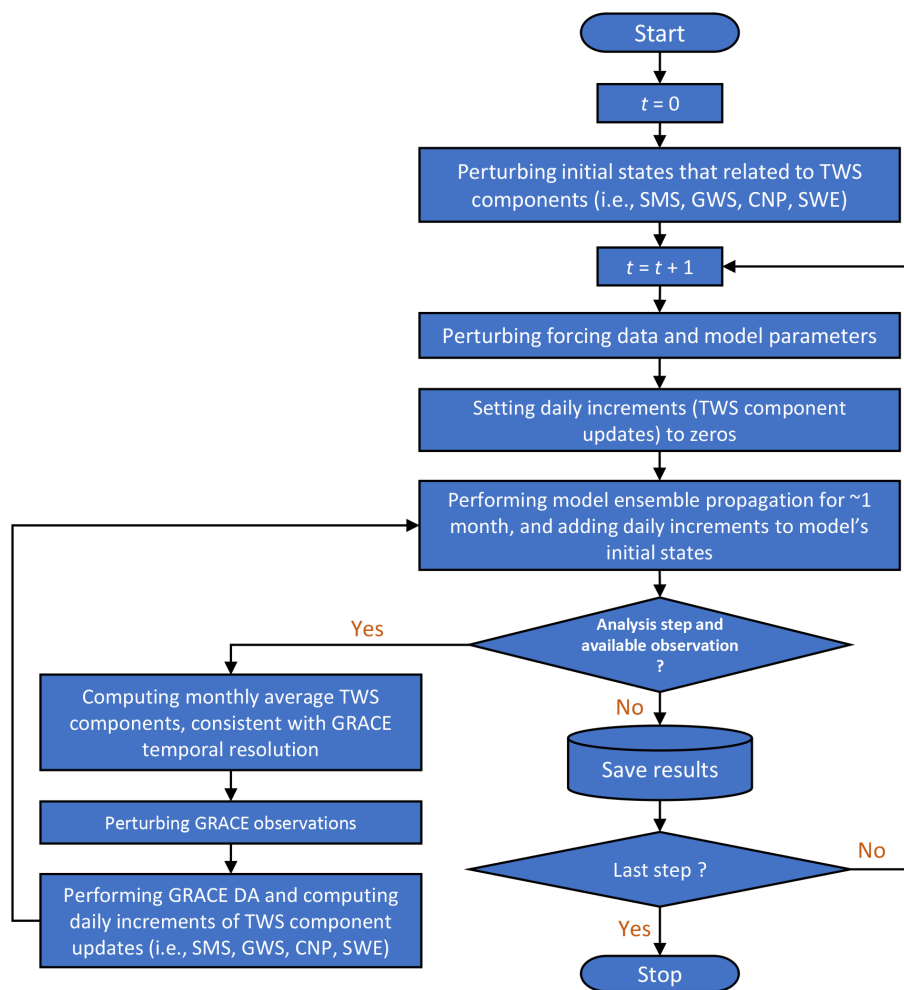 Start
t = 0
Perturbing initial states that related to TWS
components (i.e., SMS, GWS, CNP, SWE)
t = t + 1
Perturbing forcing data and model parameters
Setting daily increments (TWS component
updates) to zeros
Performing model ensemble propagation for ~1
month, and adding daily increments to model’s
initial states
Analysis step and
available observation
?
Yes
Computing monthly average TWS
components, consistent with GRACE
temporal resolution
Perturbing GRACE observations
Performing GRACE DA and computing
daily increments of TWS component
updates (i.e., SMS, GWS, CNP, SWE)
No
Save results
Last step ?
No
Yes
Stop